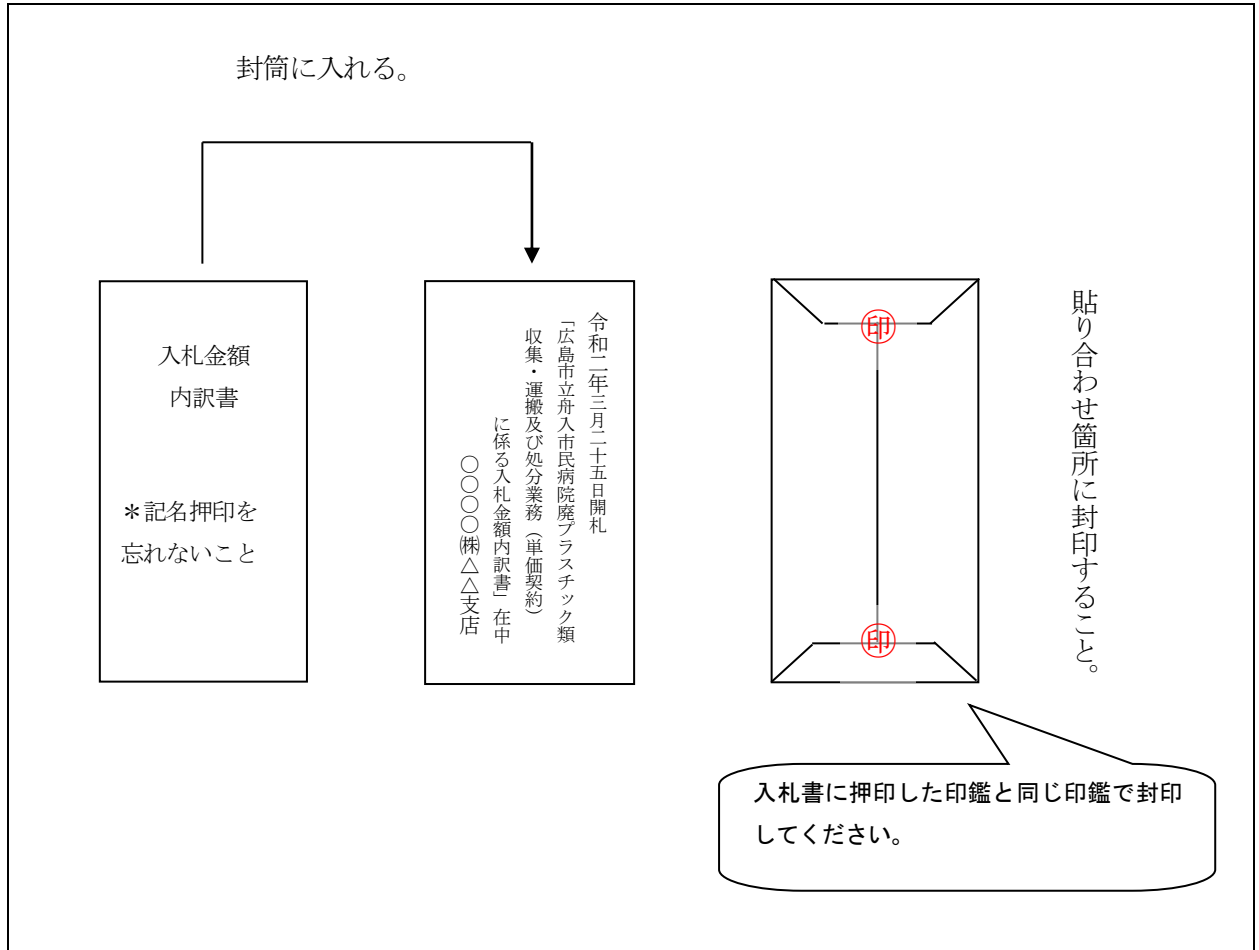 封筒に入れる。
入札金額
内訳書
＊記名押印を
忘れないこと
令和二年三月二十五日開札
「広島市立舟入市民病院廃プラスチック類
収集・運搬及び処分業務（単価契約）
に係る入札金額内訳書」在中
○○○○㈱△△支店
印
印
貼り合わせ箇所に封印すること。
入札書に押印した印鑑と同じ印鑑で封印
してください。